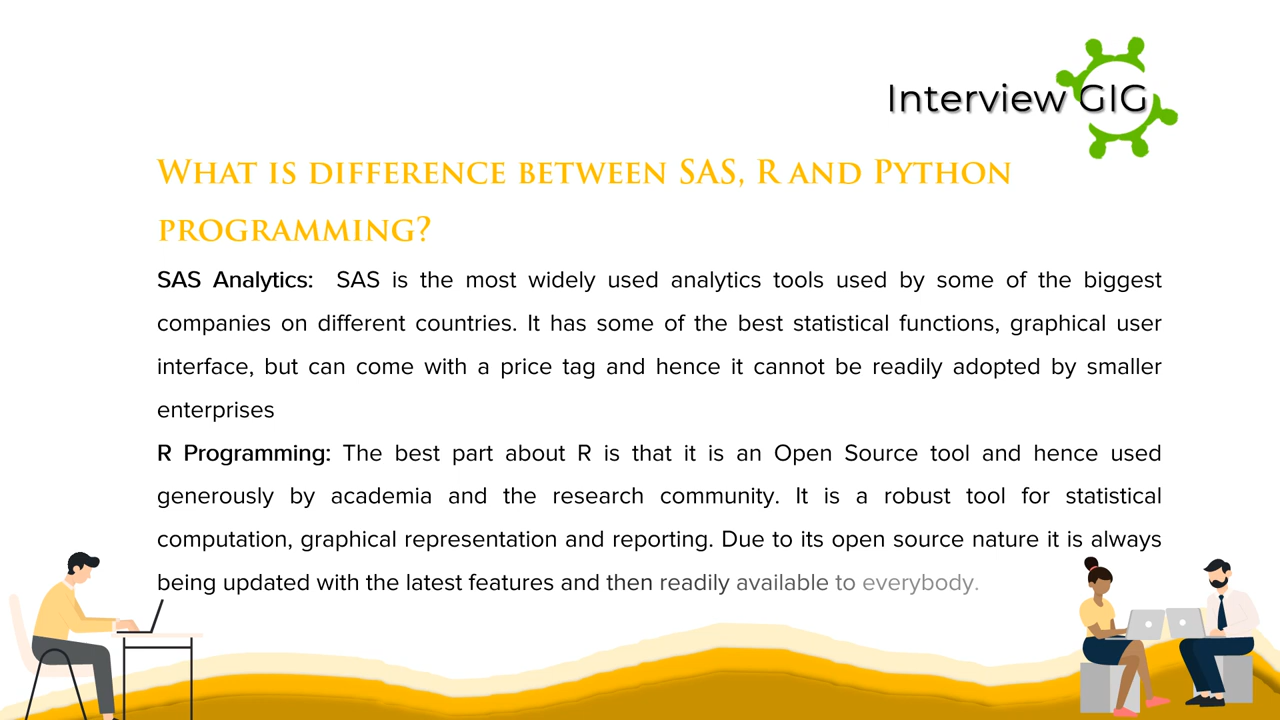 Interview GIG
What is difference between SAS, R and Python
programming?
SAS Analytics: SAS is the most widely used analytics tools used by some of the biggest
companies on different countries. It has some of the best statistical functions, graphical user
interface, but can come with a price tag and hence it cannot be readily adopted by smaller
enterprises
R Programming: The best part about R is that it is an Open Source tool and hence used
generously by academia and the research community. It is a robust tool for statistical
computation, graphical representation and reporting. Due to its open source nature it is always
being updated with the latest features and then readily available to everybody.